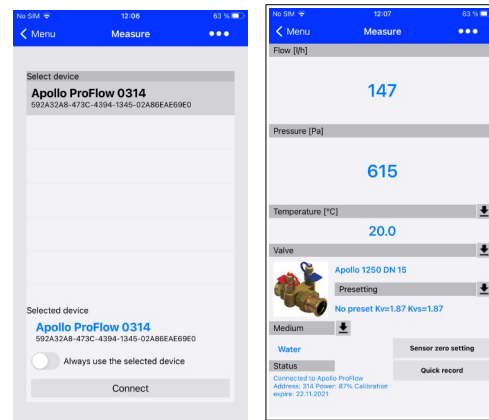 No SIM 12:06 63 %
Menu Measure
Select device
Apollo ProFlow 0314
592A32A8-473C-4394-1345-02A86EAE69E0
Selected device
Apollo ProFlow 0314
592A32A8-473C-4394-1345-02A86EAE69E0
Always use the selected device
Connect
No SIM 12:07 63 %
Menu Measure
Flow [l/h]
147
Pressure [Pa]
615
Temperature [°C]
20.0
Valve
Apollo 1250 DN 15
Presetting
No preset Kv=1.87 Kvs=1.87
Medium
Water
Sensor zero setting
Status
Quick record
Connected to Apollo ProFlow
Address: 314 Power: 87% Calibration
expire: 22.11.2021